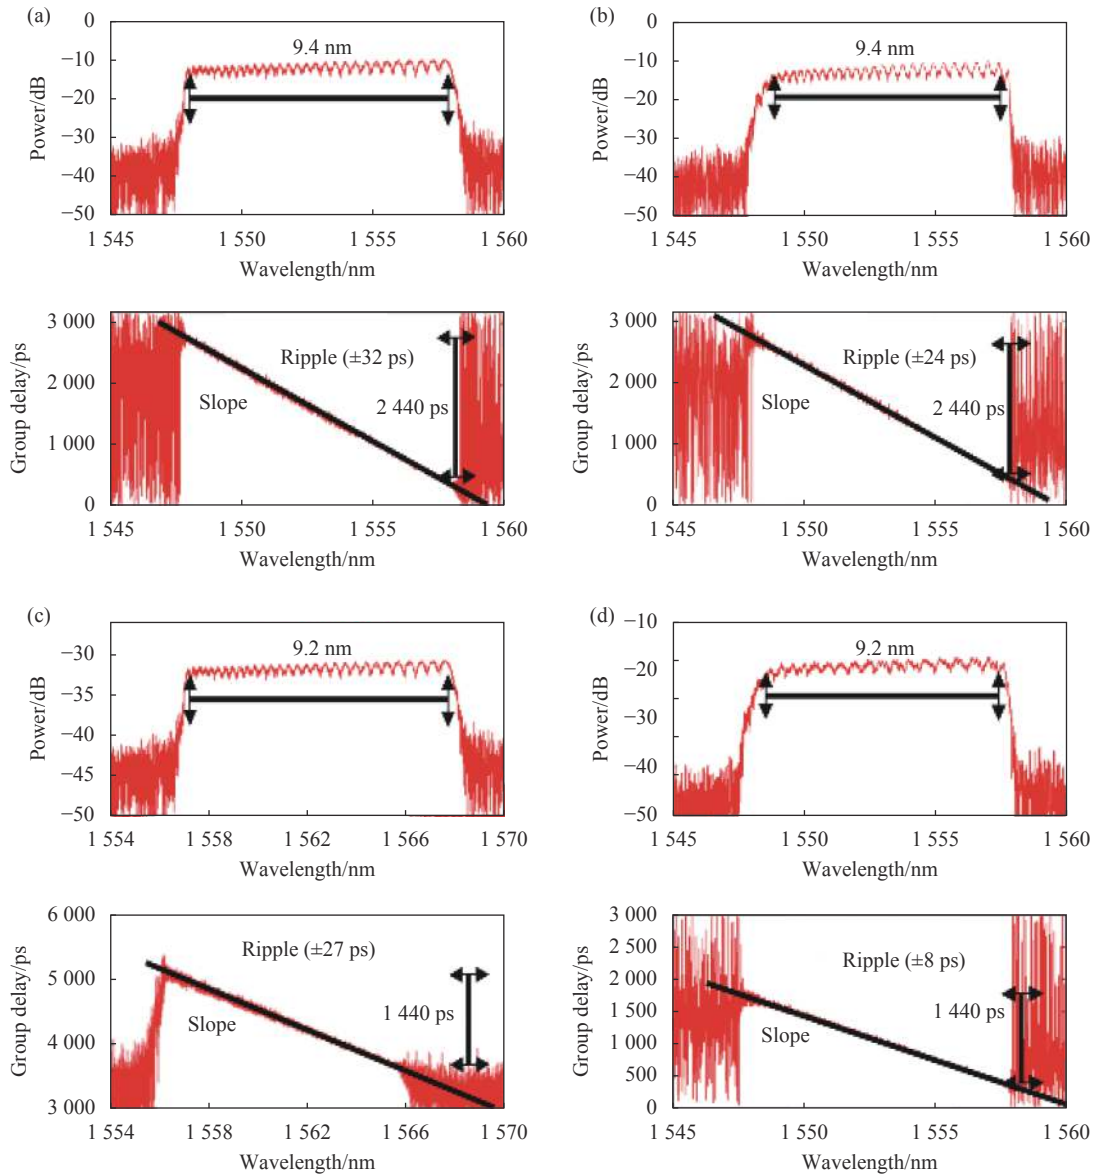 (a)
0
−10
−20
−30
−40
−50
Power/dB
9.4 nm
1 545
1 550
1 555
1 560
Wavelength/nm
3 000
2 000
1 000
0
Group delay/ps
Ripple (±32 ps)
Slope
2 440 ps
1 545
1 550
1 555
1 560
Wavelength/nm
(b)
0
−10
−20
−30
−40
−50
Power/dB
9.4 nm
1 545
1 550
1 555
1 560
Wavelength/nm
3 000
2 000
1 000
0
Group delay/ps
Ripple (±24 ps)
Slope
2 440 ps
1 545
1 550
1 555
1 560
Wavelength/nm
(c)
−30
−35
−40
−45
−50
Power/dB
9.2 nm
1 554
1 558
1 562
1 566
1 570
Wavelength/nm
6 000
5 000
4 000
3 000
Group delay/ps
Ripple (±27 ps)
Slope
1 440 ps
1 554
1 558
1 562
1 566
1 570
Wavelength/nm
(d)
−10
−20
−30
−40
−50
Power/dB
9.2 nm
1 545
1 550
1 555
1 560
Wavelength/nm
3 000
2 500
2 000
1 500
1 000
500
0
Group delay/ps
Ripple (±8 ps)
Slope
1 440 ps
1 545
1 550
1 555
1 560
Wavelength/nm